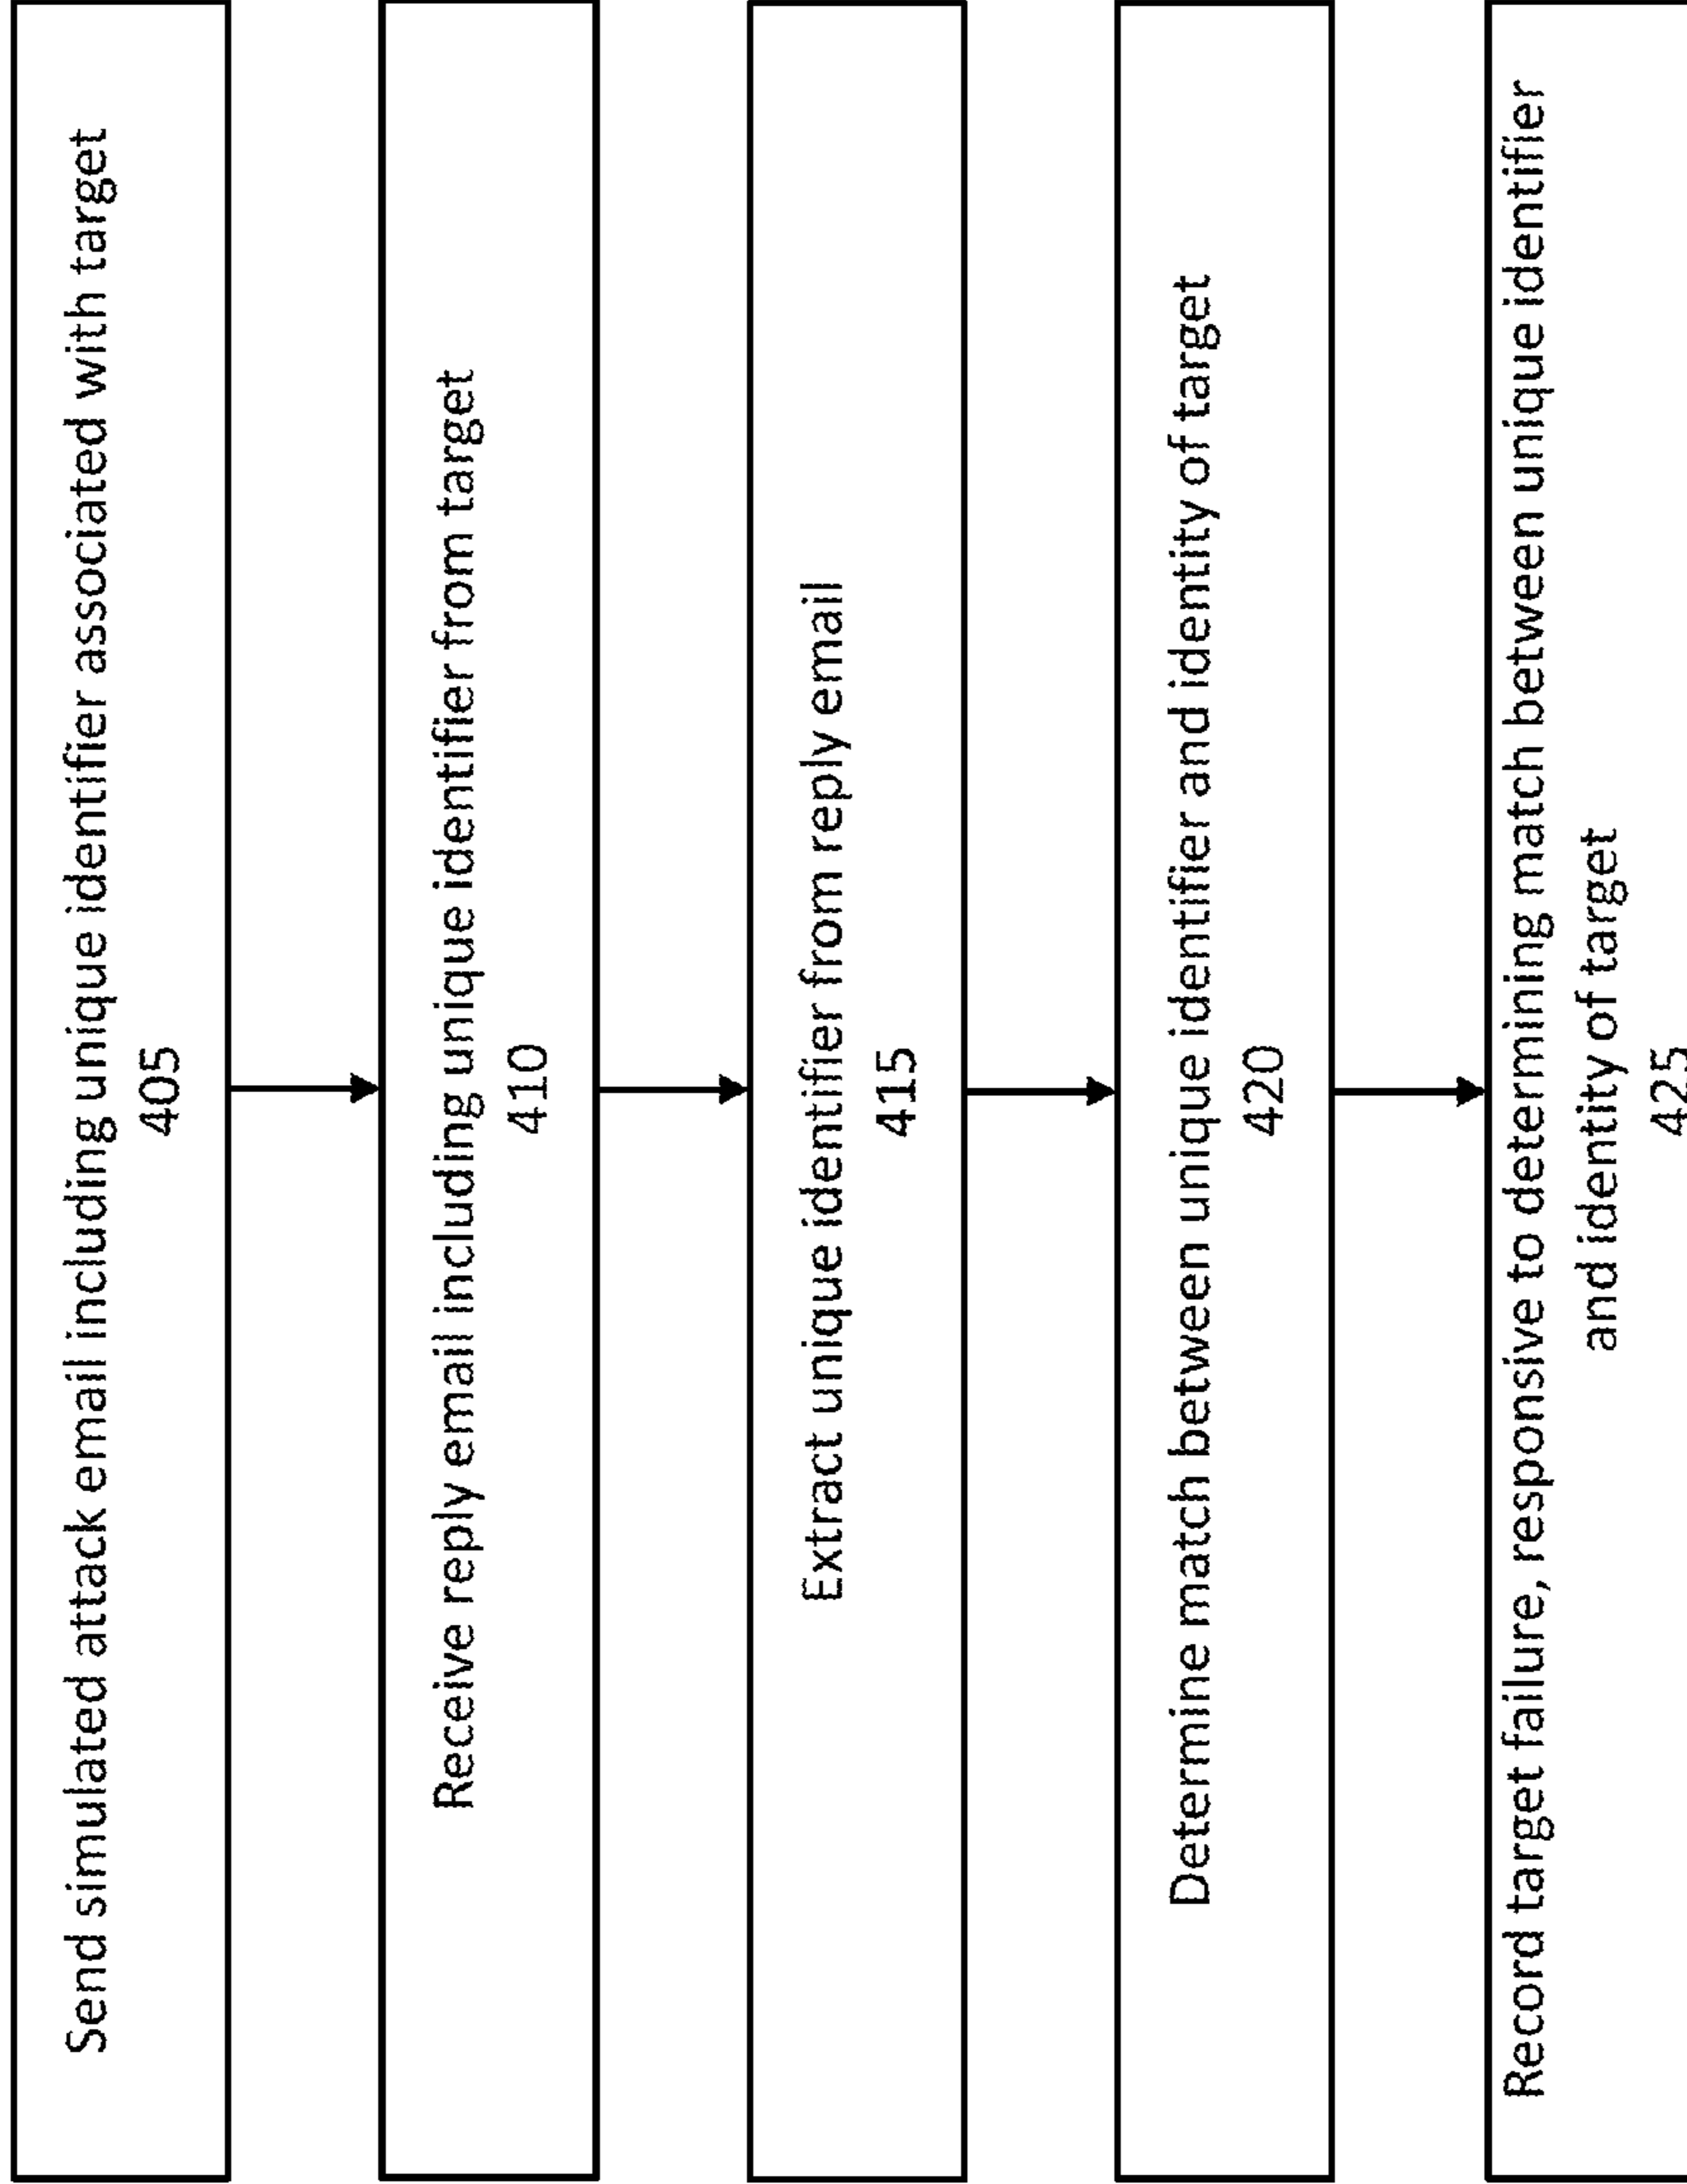 Send simulated attack email including unique identifier associated with target
405
Receive reply email including unique identifier from target
410
Extract unique identifier from reply email
415
Determine match between unique identifier and identity of target
420
Record target failure, responsive to determining match between unique identifier
and identity of target
425